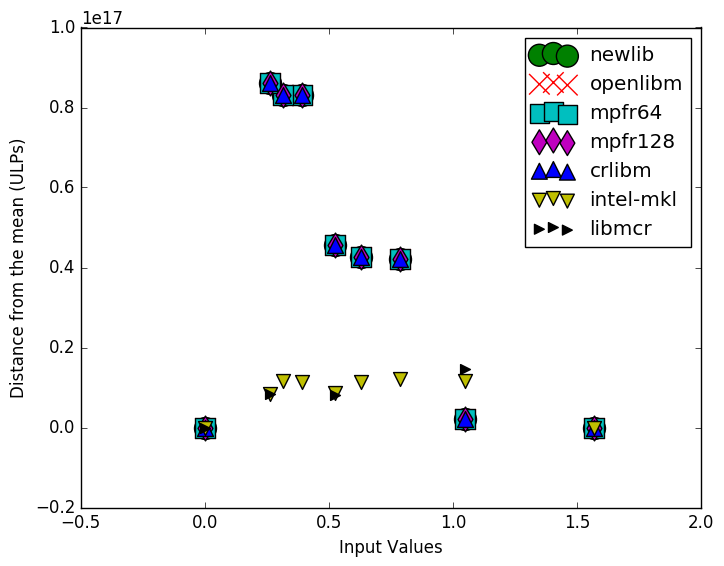 1e17
1.0
0.8
0.6
0.4
0.2
0.0
−0.2
−0.5
0.0
0.5
1.0
1.5
2.0
Distance from the mean (ULPs)
Input Values
newlib
openlibm
mpfr64
mpfr128
crlibm
intel-mkl
libmcr